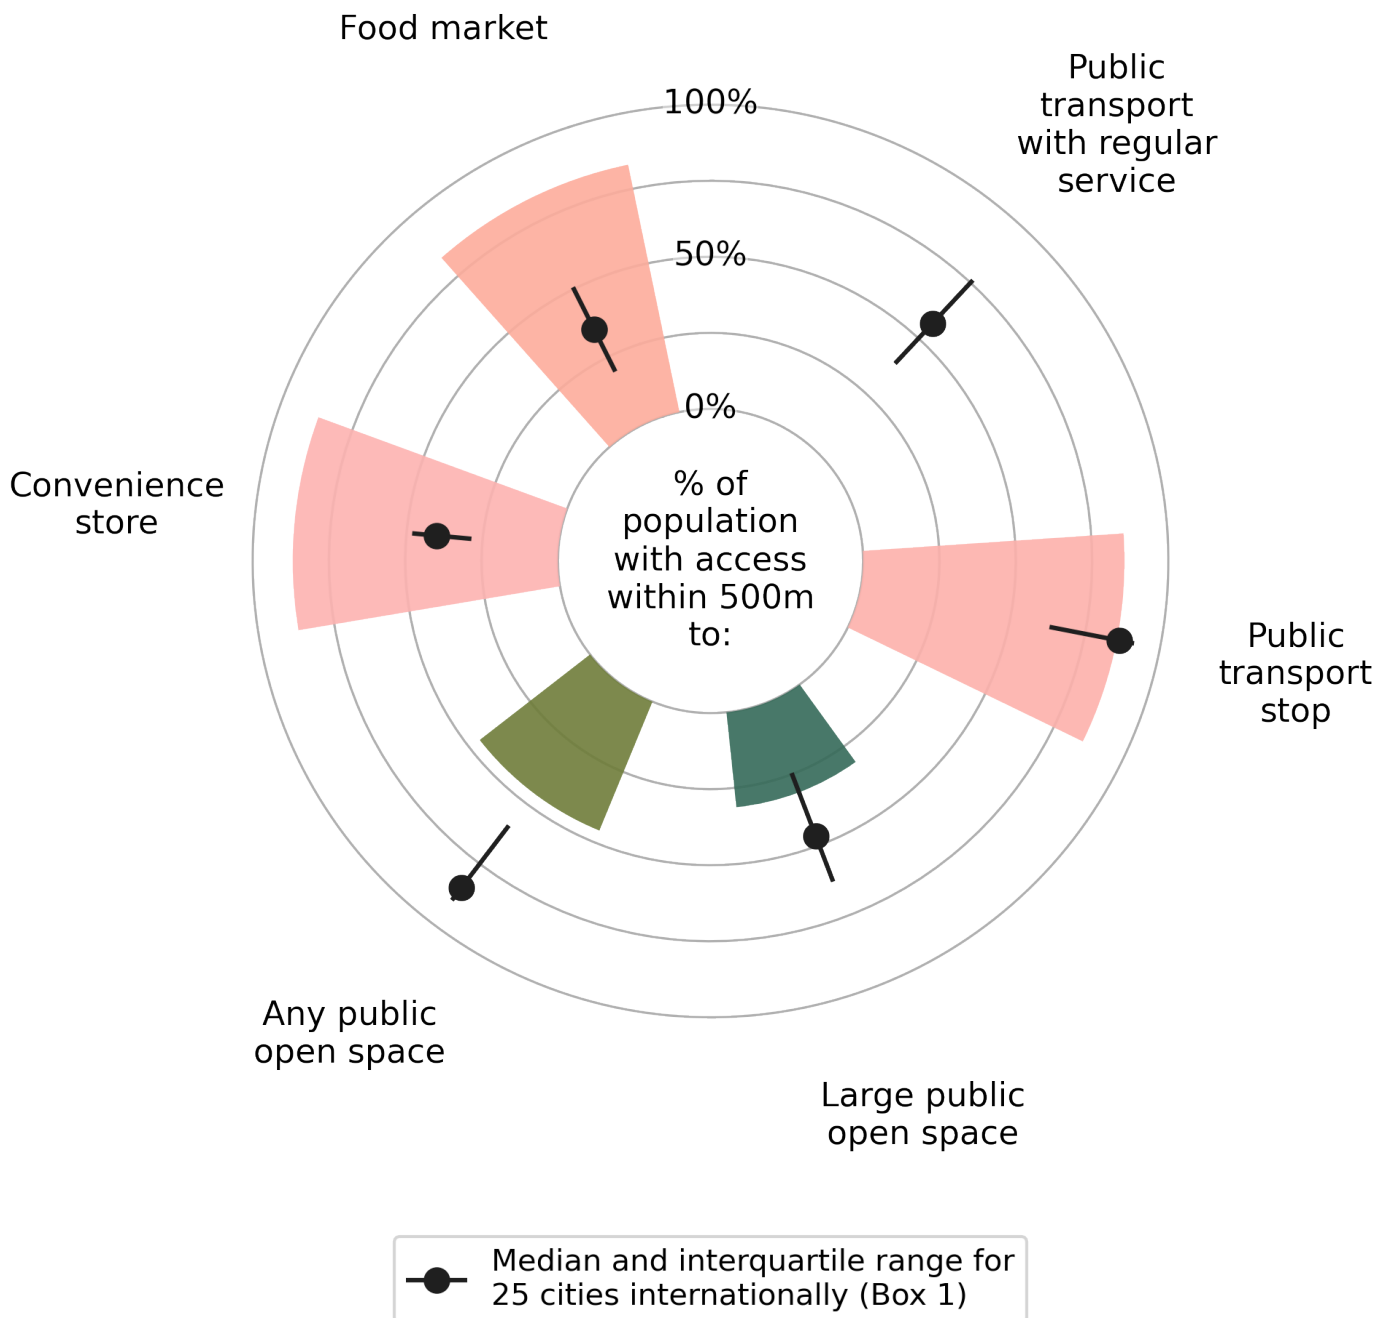 Food market
Public
transport
with regular
service
100%
50%
0%
% of
population
with access
within 500m
to:
Convenience
store
Public
transport
stop
Any public
open space
Large public
open space
Median and interquartile range for
25 cities internationally (Box 1)